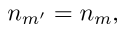 n_{m'} = n_m,